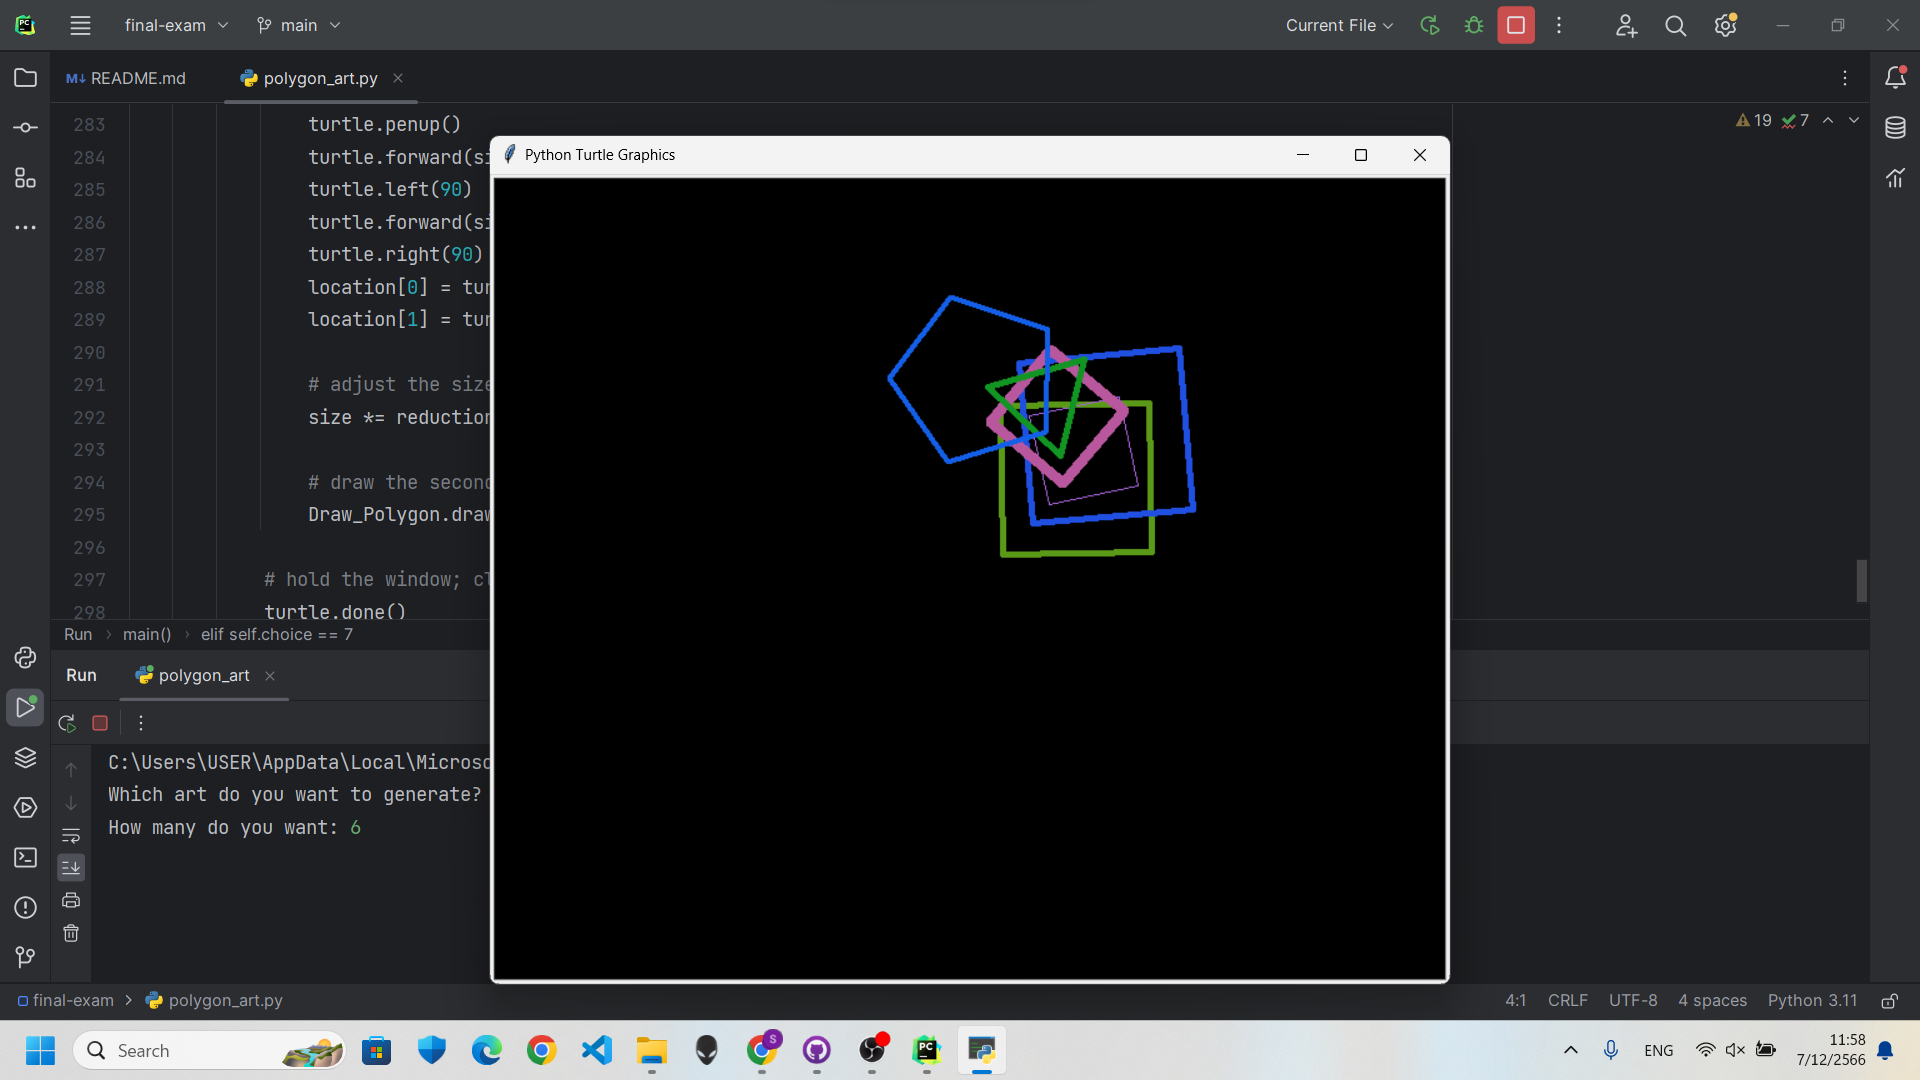 final-exam
main
Current File
README.md
polygon_art.py
19
7
283 turtle.penup()
284 turtle.forward(si
285 turtle.left(90)
286 turtle.forward(si
287 turtle.right(90)
288 location[0] = tur
289 location[1] = tur
290
291 # adjust the size
292 size *= reduction
293
294 # draw the second
295 Draw_Polygon.draw
296
297 # hold the window; cl
298 turtle.done()
Python Turtle Graphics
Run
main()
elif self.choice == 7
Run
polygon_art
C:\Users\USER\AppData\Local\Microso
Which art do you want to generate?
How many do you want: 6
final-exam
polygon_art.py
4:1
CRLF
UTF-8
4 spaces
Python 3.11
Search
ENG
11:58
7/12/2566